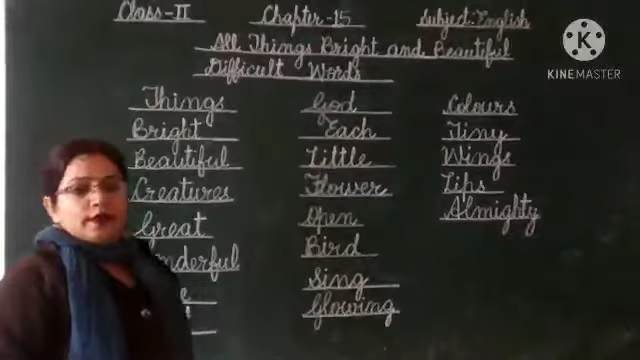 Class-II Chapter-15 Subject:English
All Things Bright and Beautiful
Difficult Words
Things God Colours
Bright Each Tiny
Beautiful Little Wings
Creatures Flower Lips
Great Open Almighty
Bird
Sing
Glowing
KINEMASTER